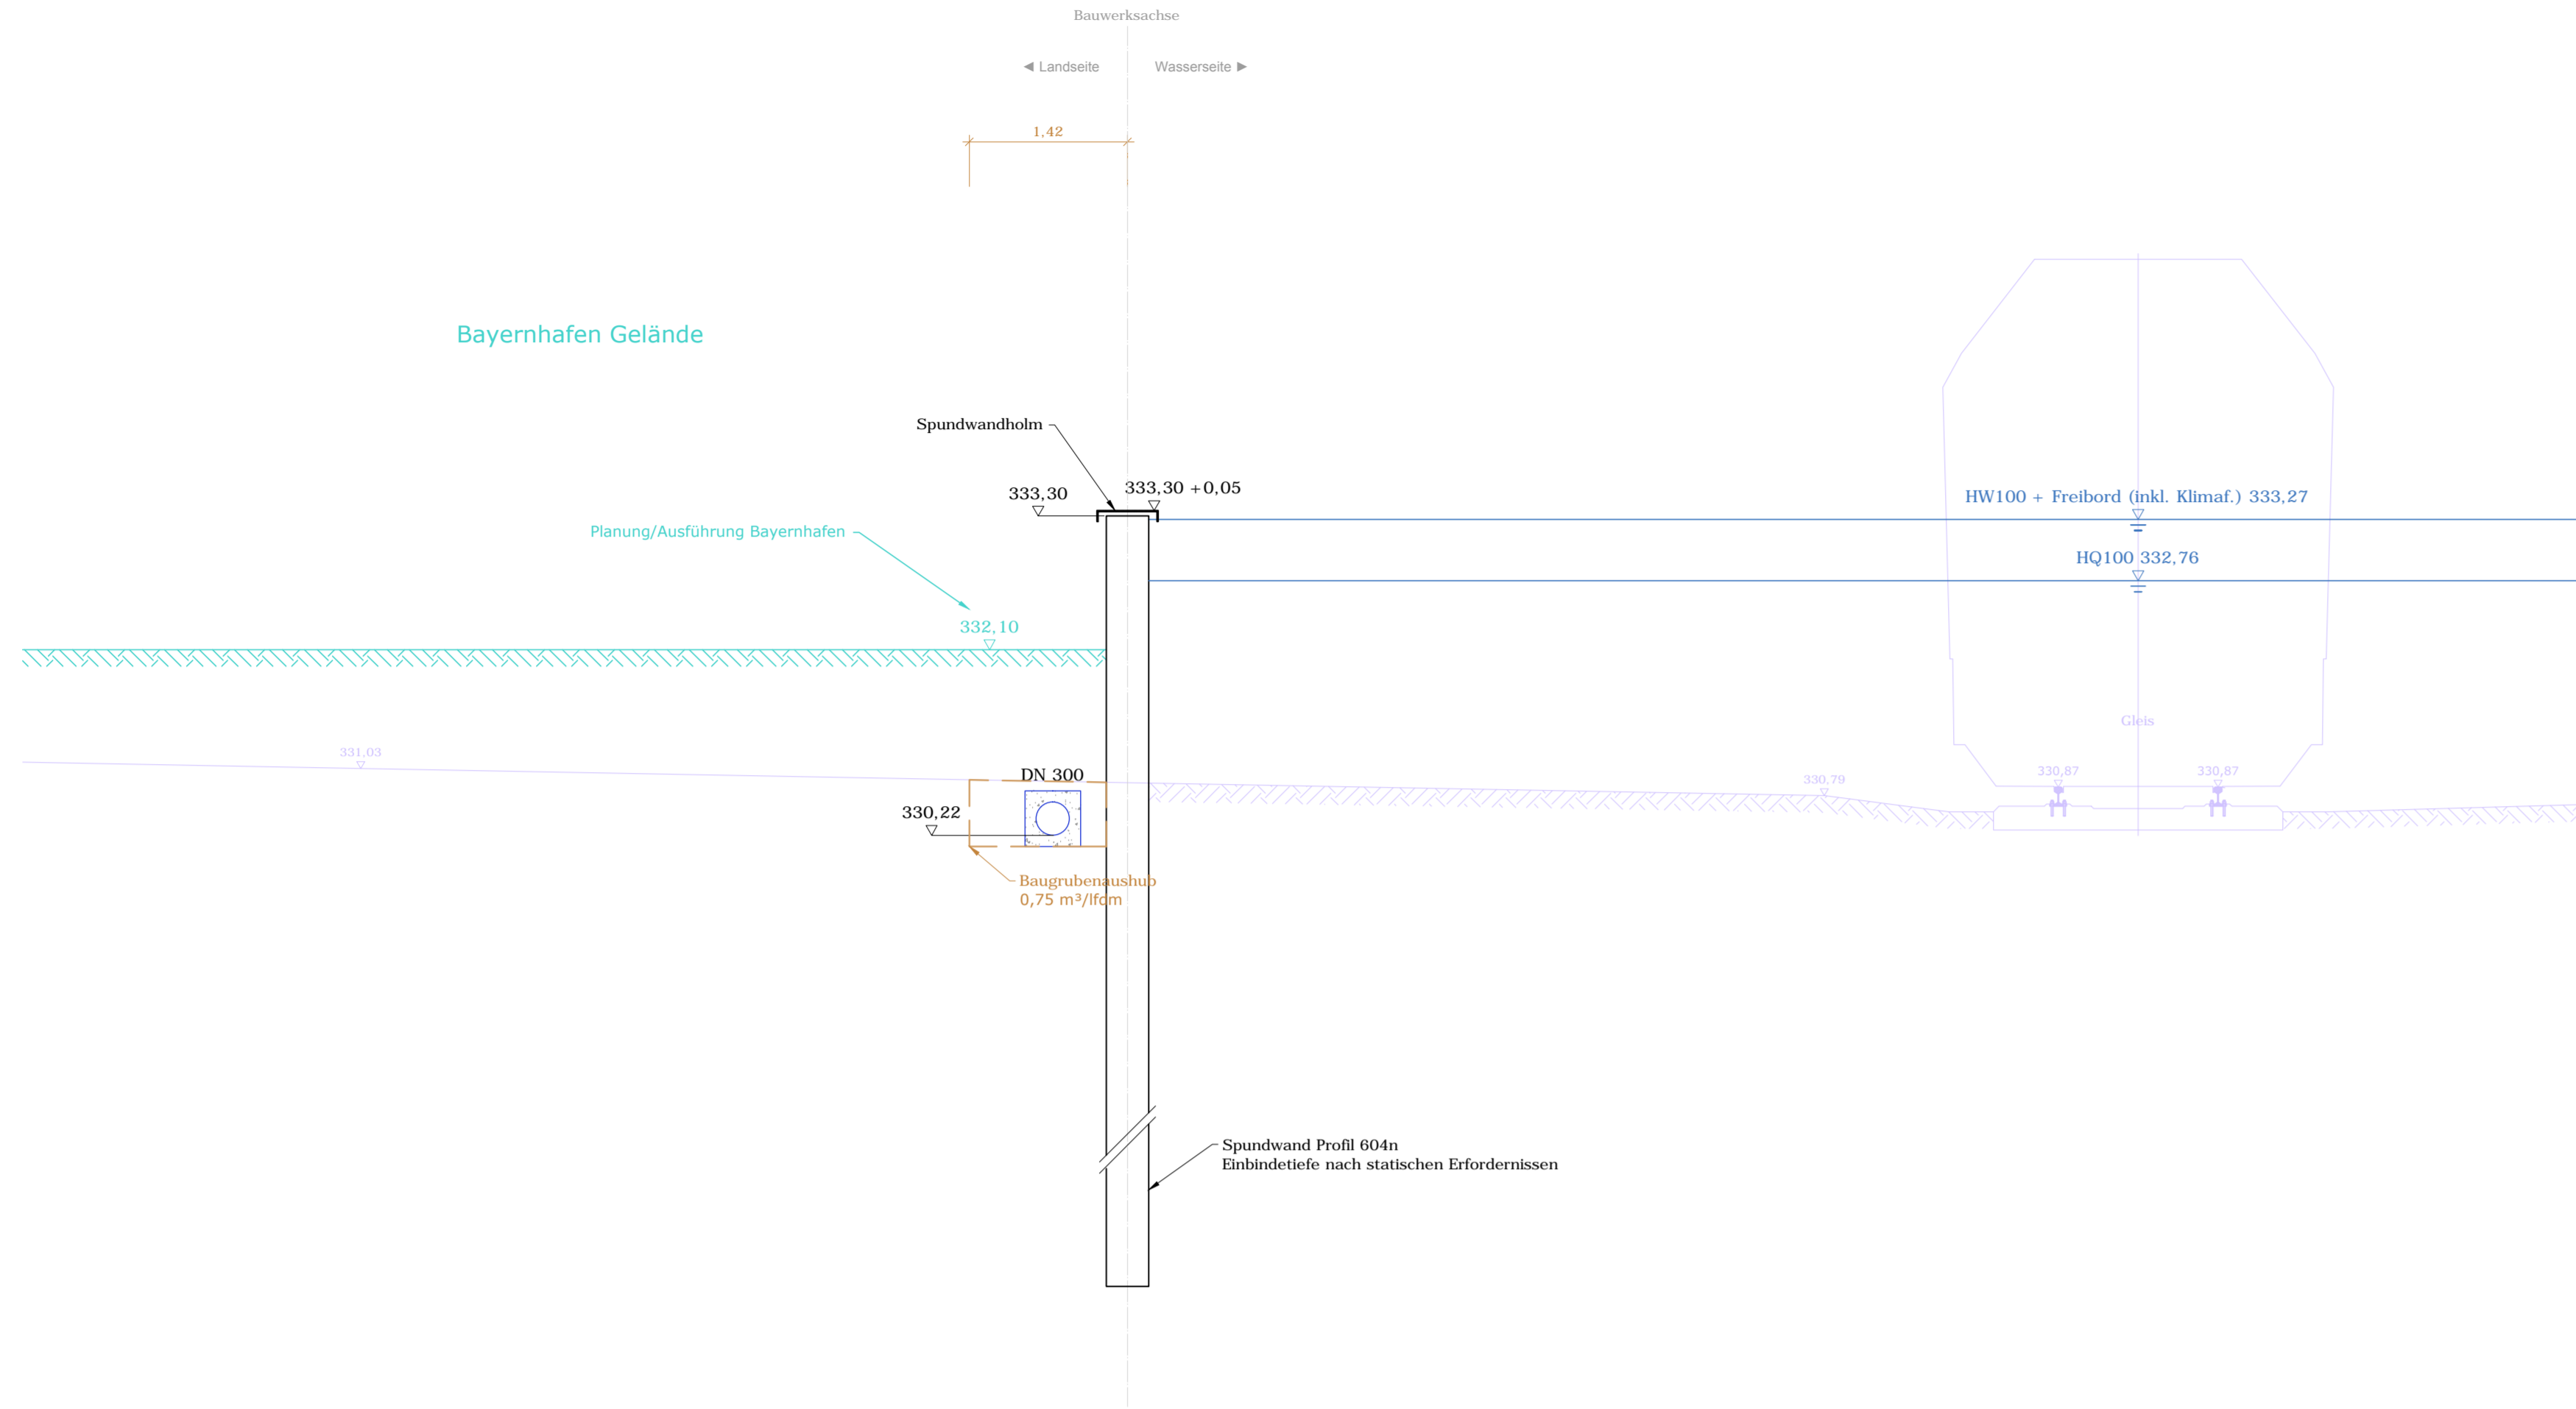 Bauwerksachse
◄ Landseite
Wasserseite ►
1,42
Bayernhafen Gelände
Spundwandholm
333,30
333,30 +0,05
HW100 + Freibord (inkl. Klimaf.) 333,27
Planung/Ausführung Bayernhafen
HQ100 332,76
332,10
Gleis
331,03
DN 300
330,79
330,87
330,87
330,22
Baugrubenaushub
0,75 m³/lfdm
Spundwand Profil 604n
Einbindetiefe nach statischen Erfordernissen